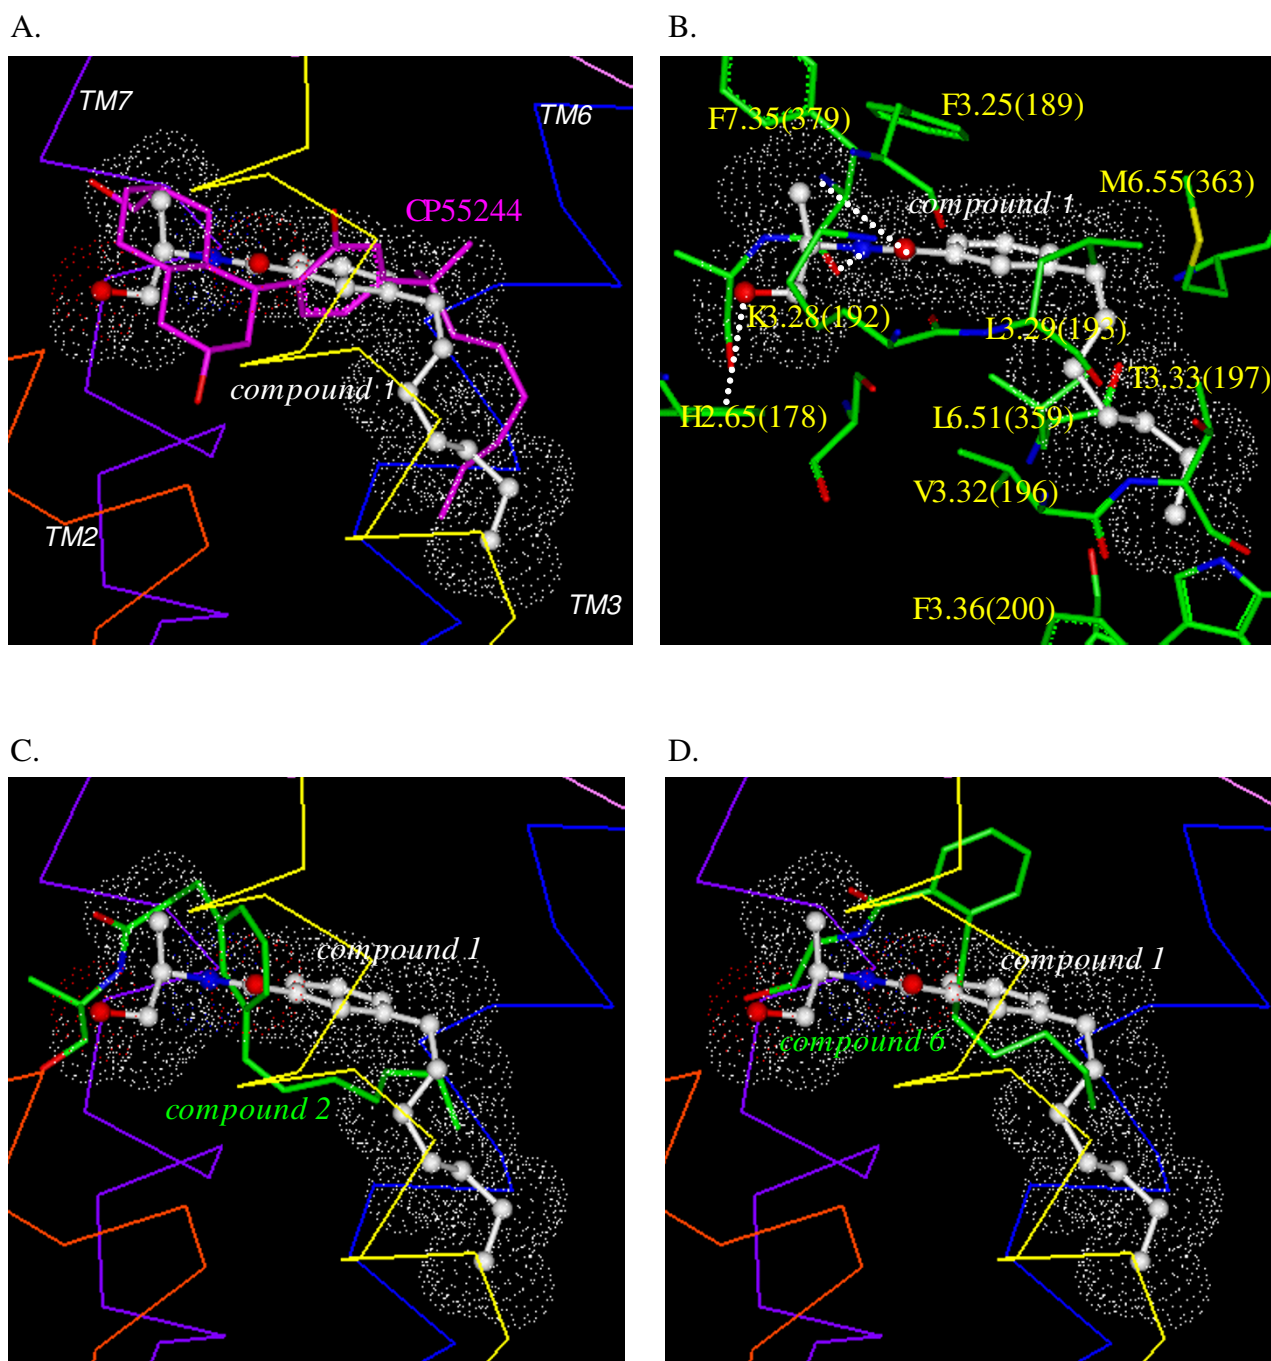 A.
TM7
TM6
CP55244
compound 1
TM2
TM3
B.
F7.35(379)
F3.25(189)
M6.55(363)
compound 1
K3.28(192)
L3.29(193)
T3.33(197)
H2.65(178)
L6.51(359)
V3.32(196)
F3.36(200)
C.
compound 1
compound 2
D.
compound 1
compound 6